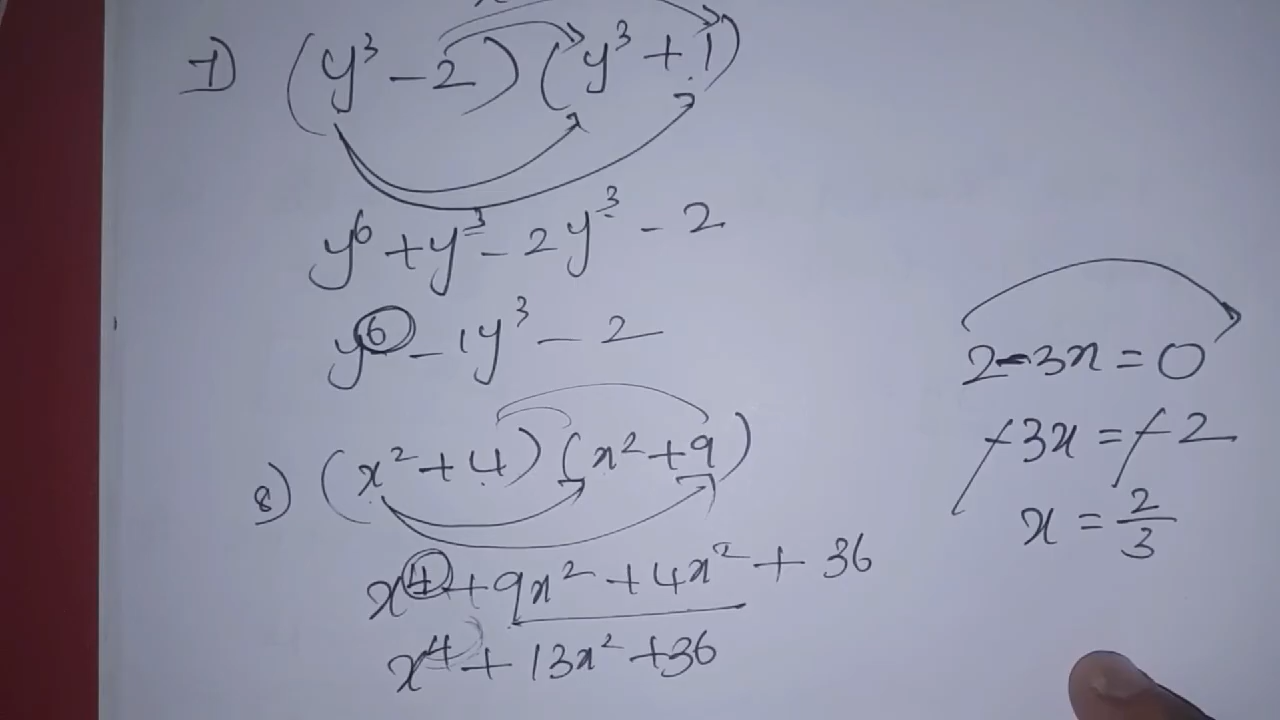 7) (y³ - 2) (y³ + 1)
y⁶ + y³ - 2y³ - 2
y⁶ - 1y³ - 2
8) (x² + 4) (x² + 9)
x⁴ + 9x² + 4x² + 36
x⁴ + 13x² + 36
2 - 3x = 0
-3x = -2
x = 2/3